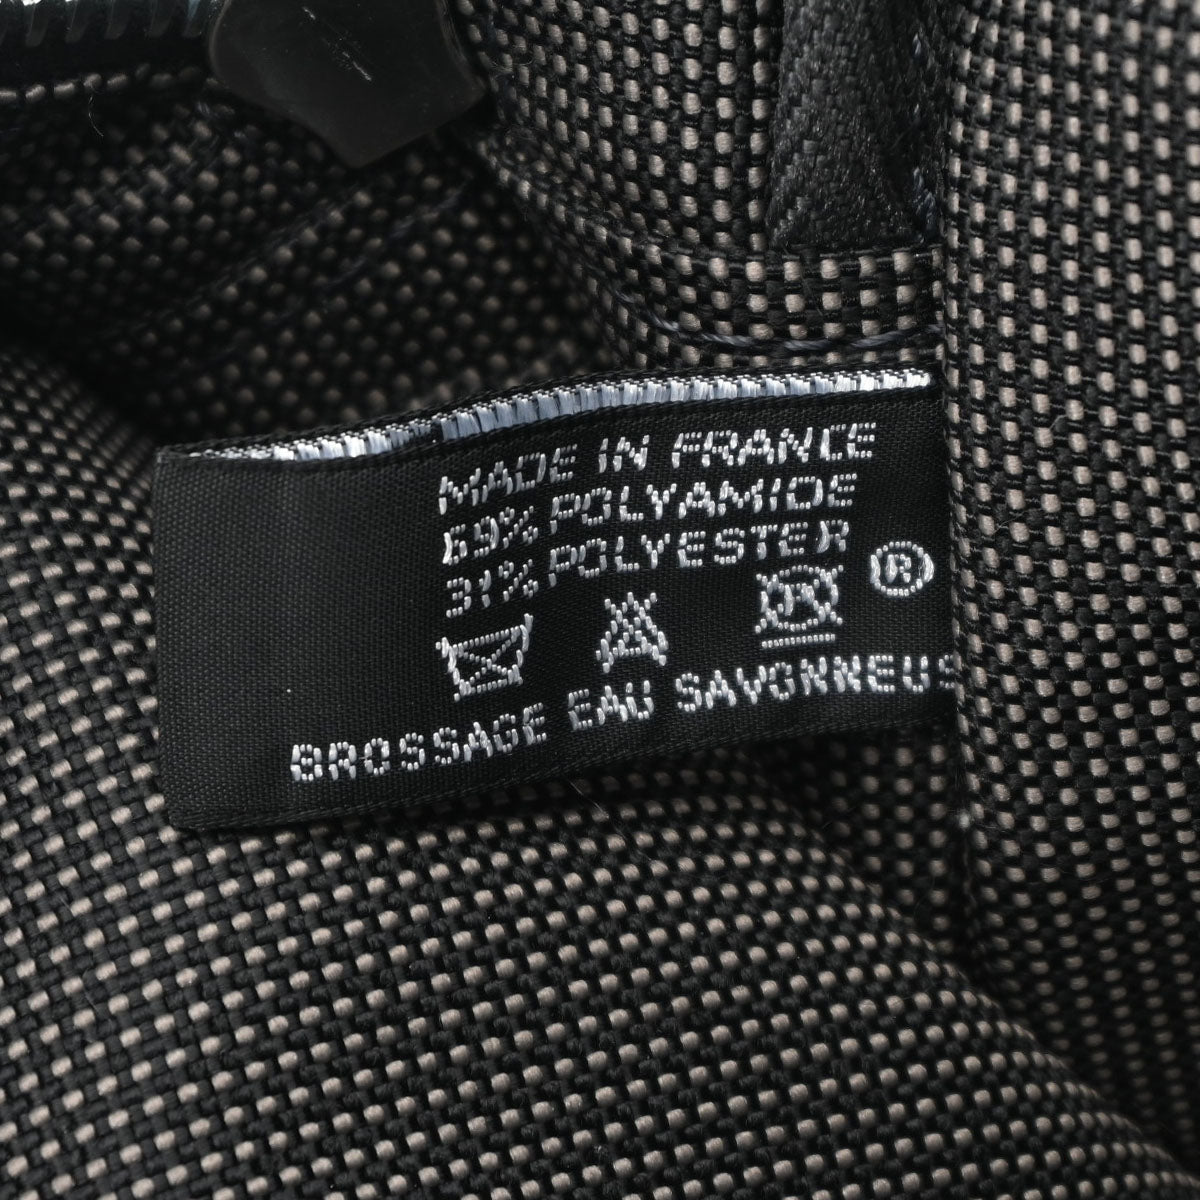 MADE IN FRANCE
69% POLYAMIDE
31% POLYESTER
P ®
BROSSAGE EAU SAVONNEUS